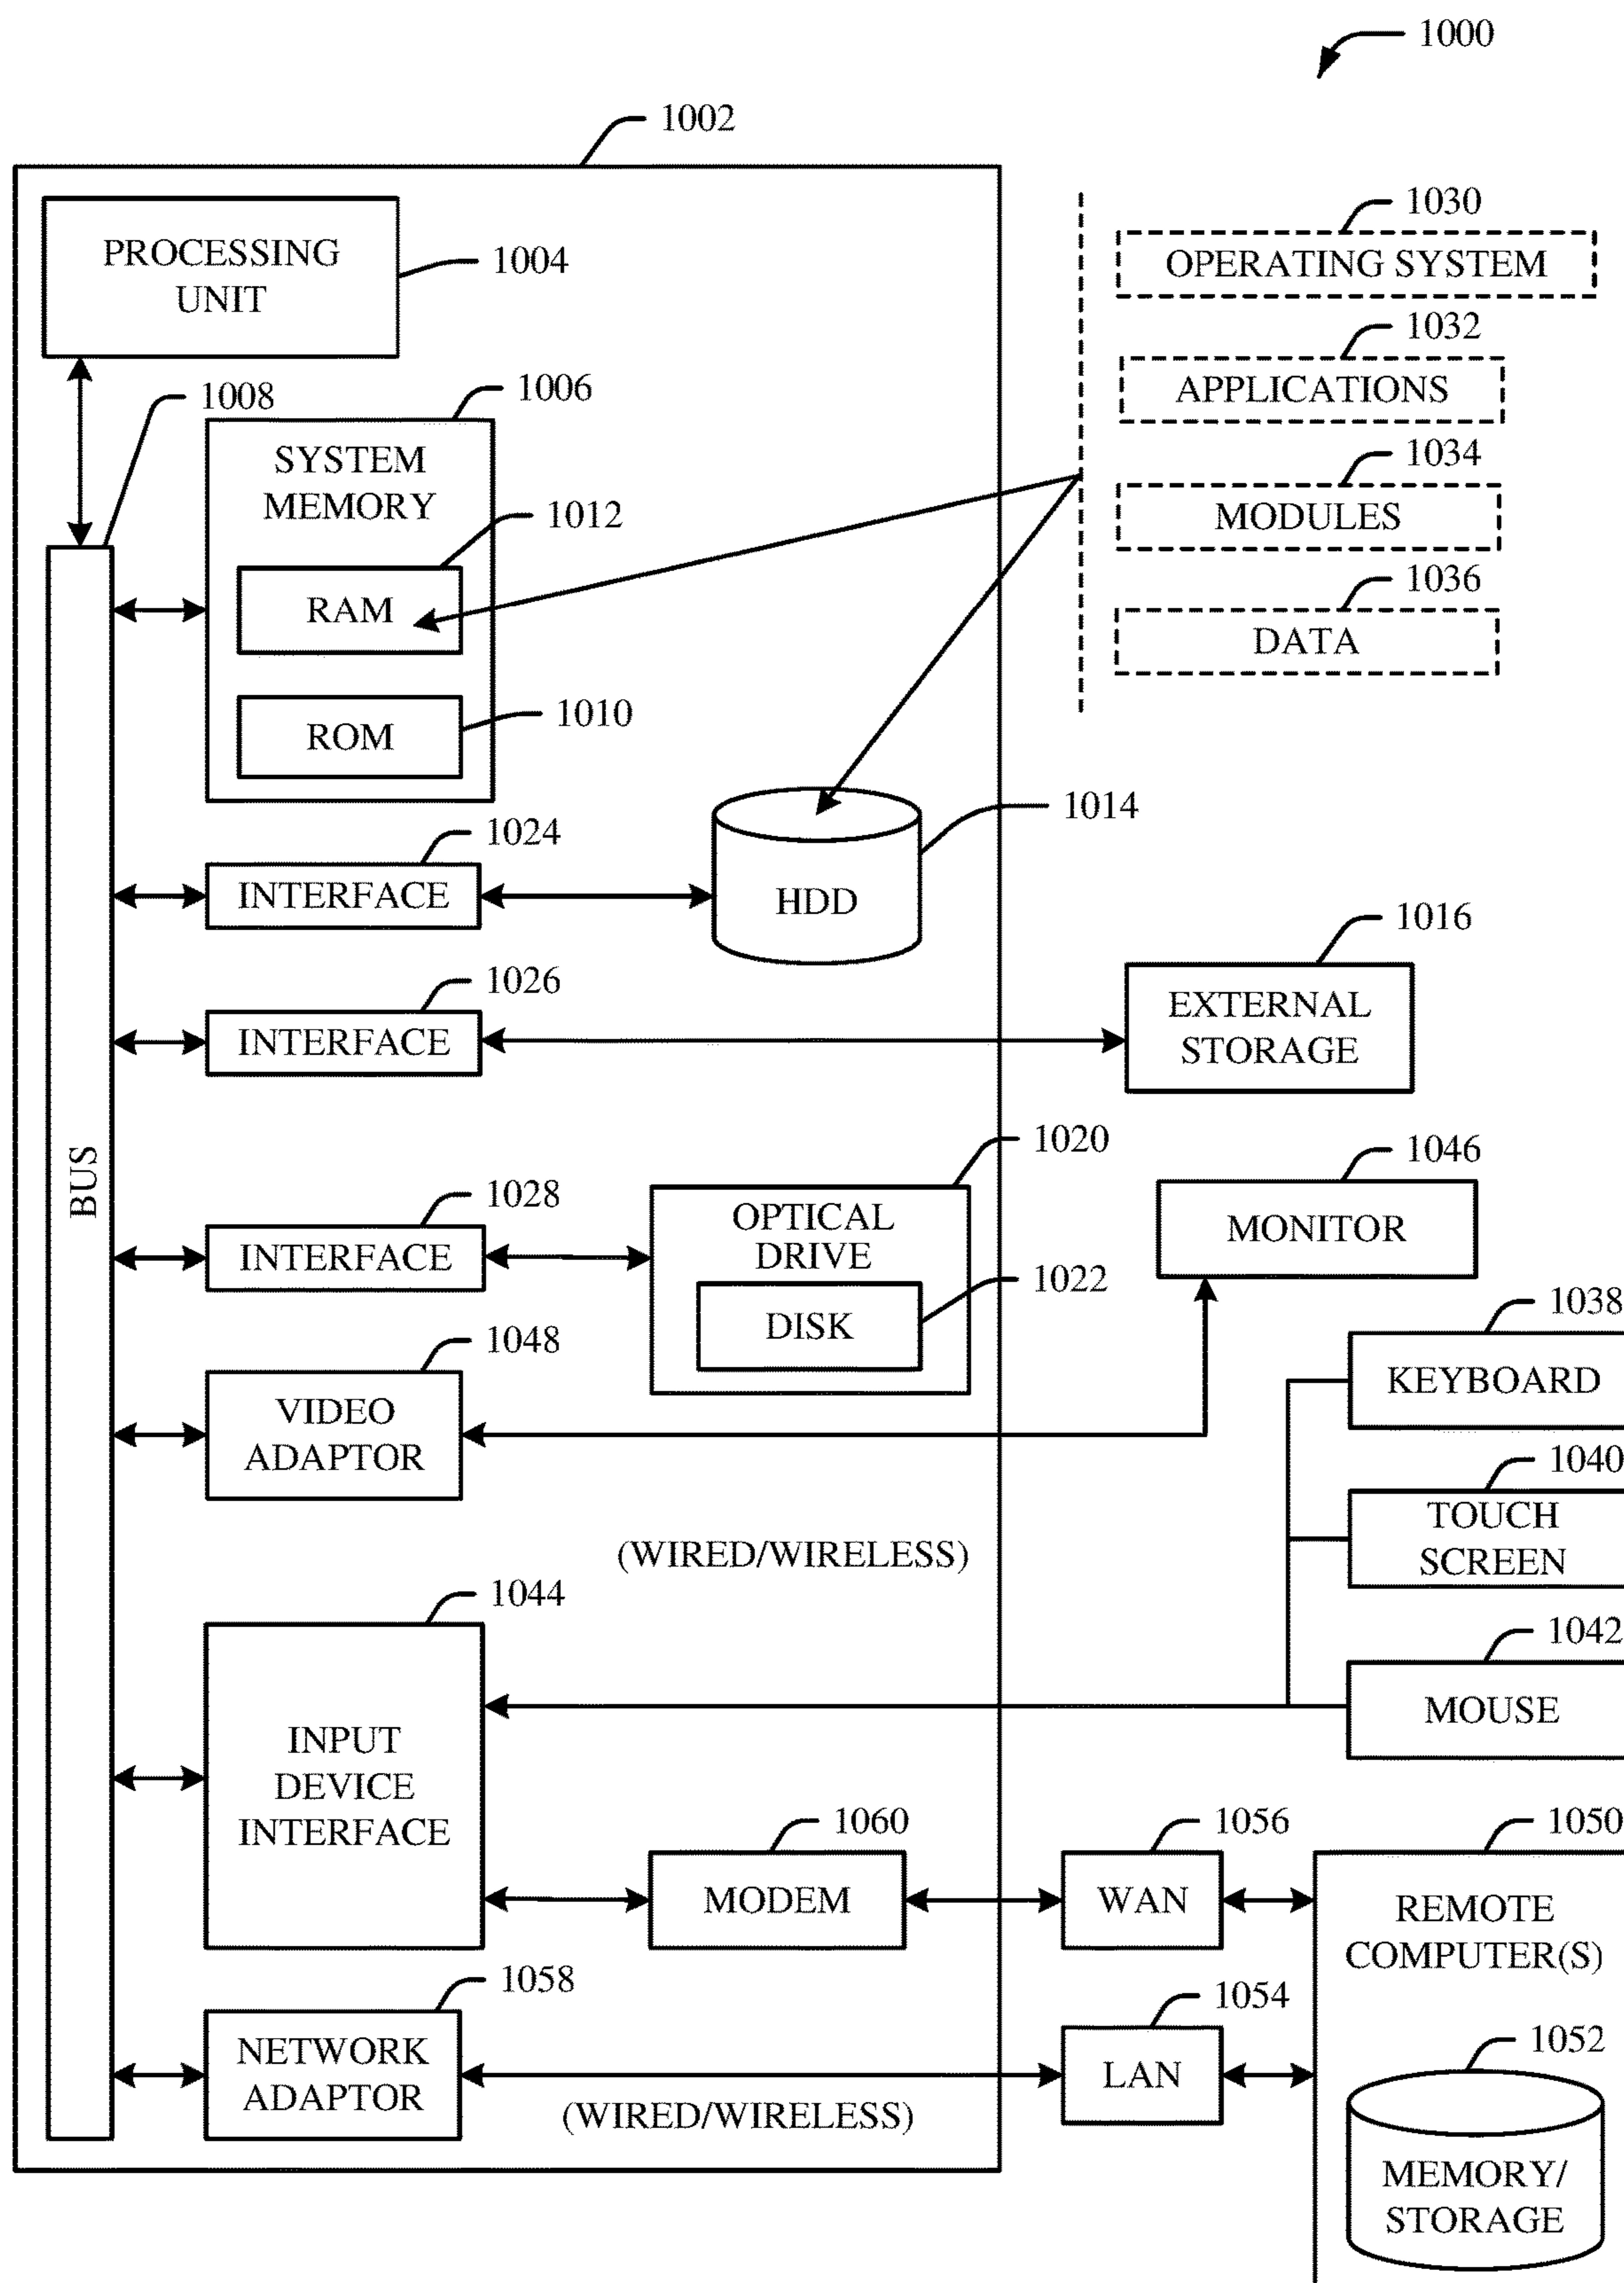 1000
1002
PROCESSING
UNIT
1004
1030
OPERATING SYSTEM
1032
APPLICATIONS
1034
MODULES
1036
DATA
1008
1006
SYSTEM
MEMORY
1012
RAM
1010
ROM
1024
INTERFACE
1014
HDD
1026
INTERFACE
1016
EXTERNAL
STORAGE
BUS
1028
INTERFACE
1020
OPTICAL
DRIVE
1022
DISK
1046
MONITOR
1048
VIDEO
ADAPTOR
1038
KEYBOARD
1040
TOUCH
SCREEN
(WIRED/WIRELESS)
1044
INPUT
DEVICE
INTERFACE
1042
MOUSE
1060
MODEM
1056
WAN
1050
REMOTE
COMPUTER(S)
1058
NETWORK
ADAPTOR
(WIRED/WIRELESS)
1054
LAN
1052
MEMORY/
STORAGE